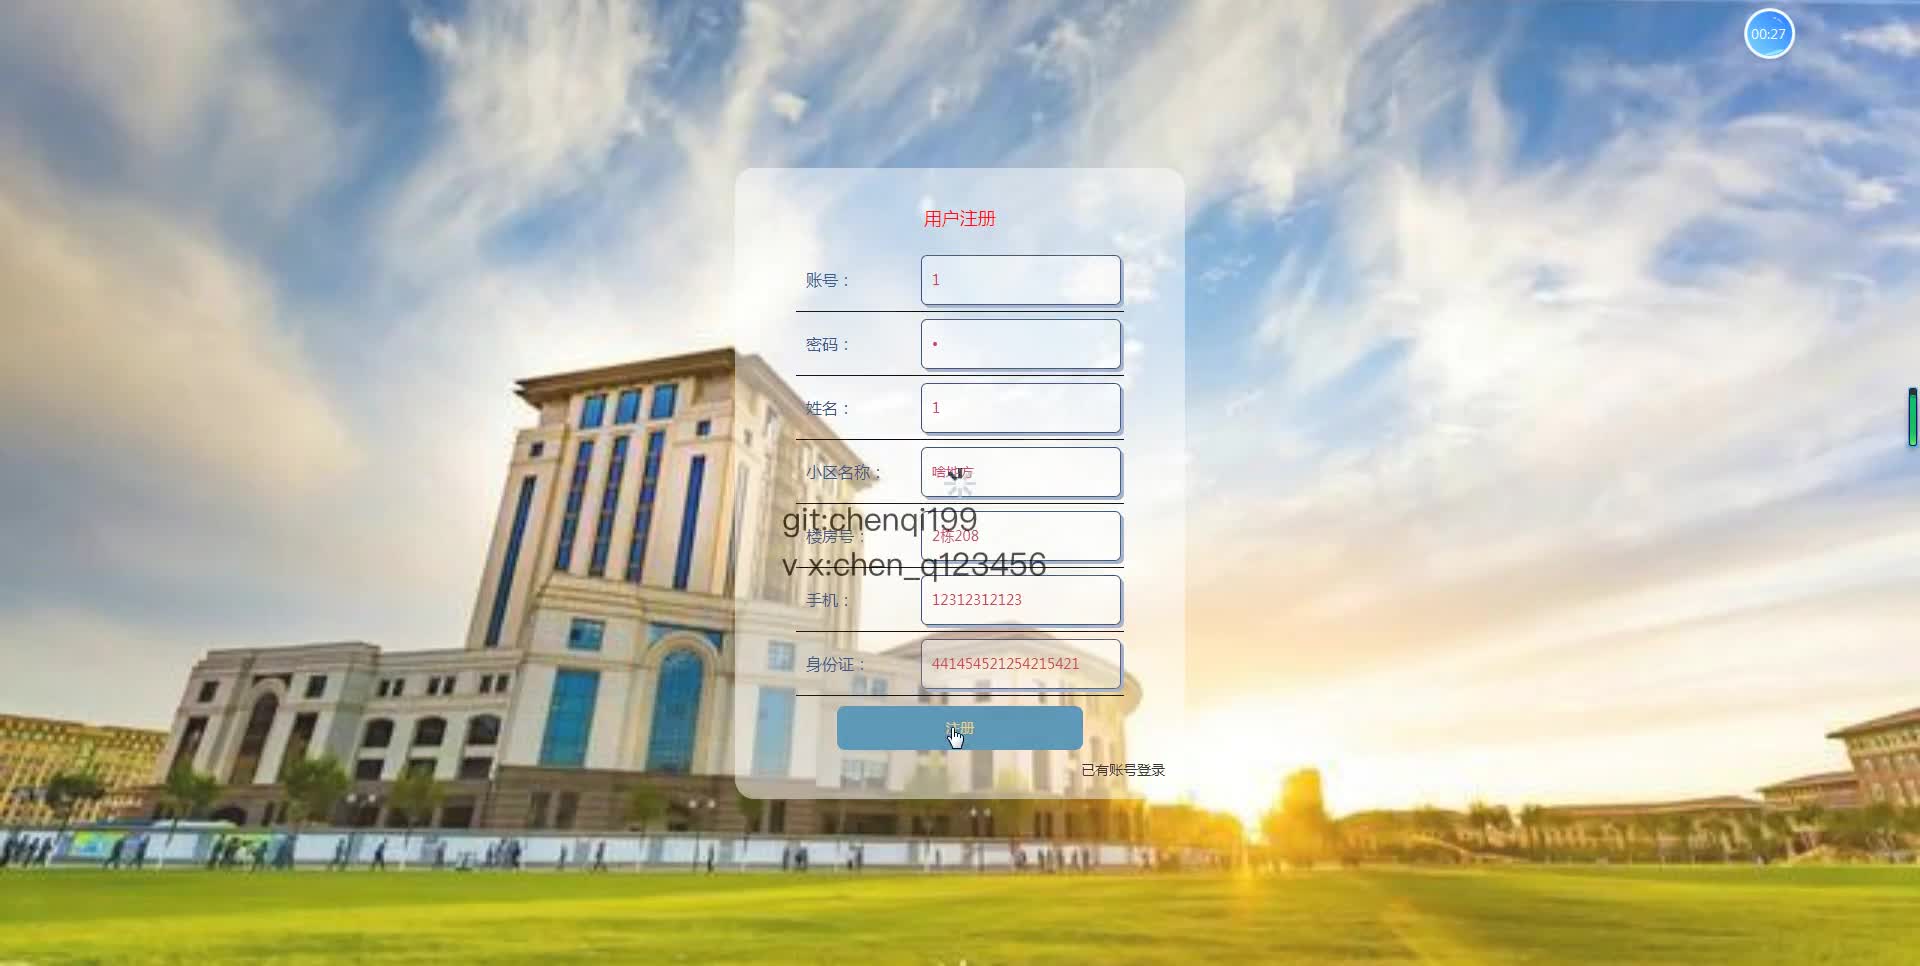 00:27
用户注册
账号： 1
密码： •
姓名： 1
小区名称： 啥地方
git:chenqi199
楼房号： 2栋208
v x:chen_q123456
手机： 12312312123
身份证： 441454521254215421
注册
已有账号登录